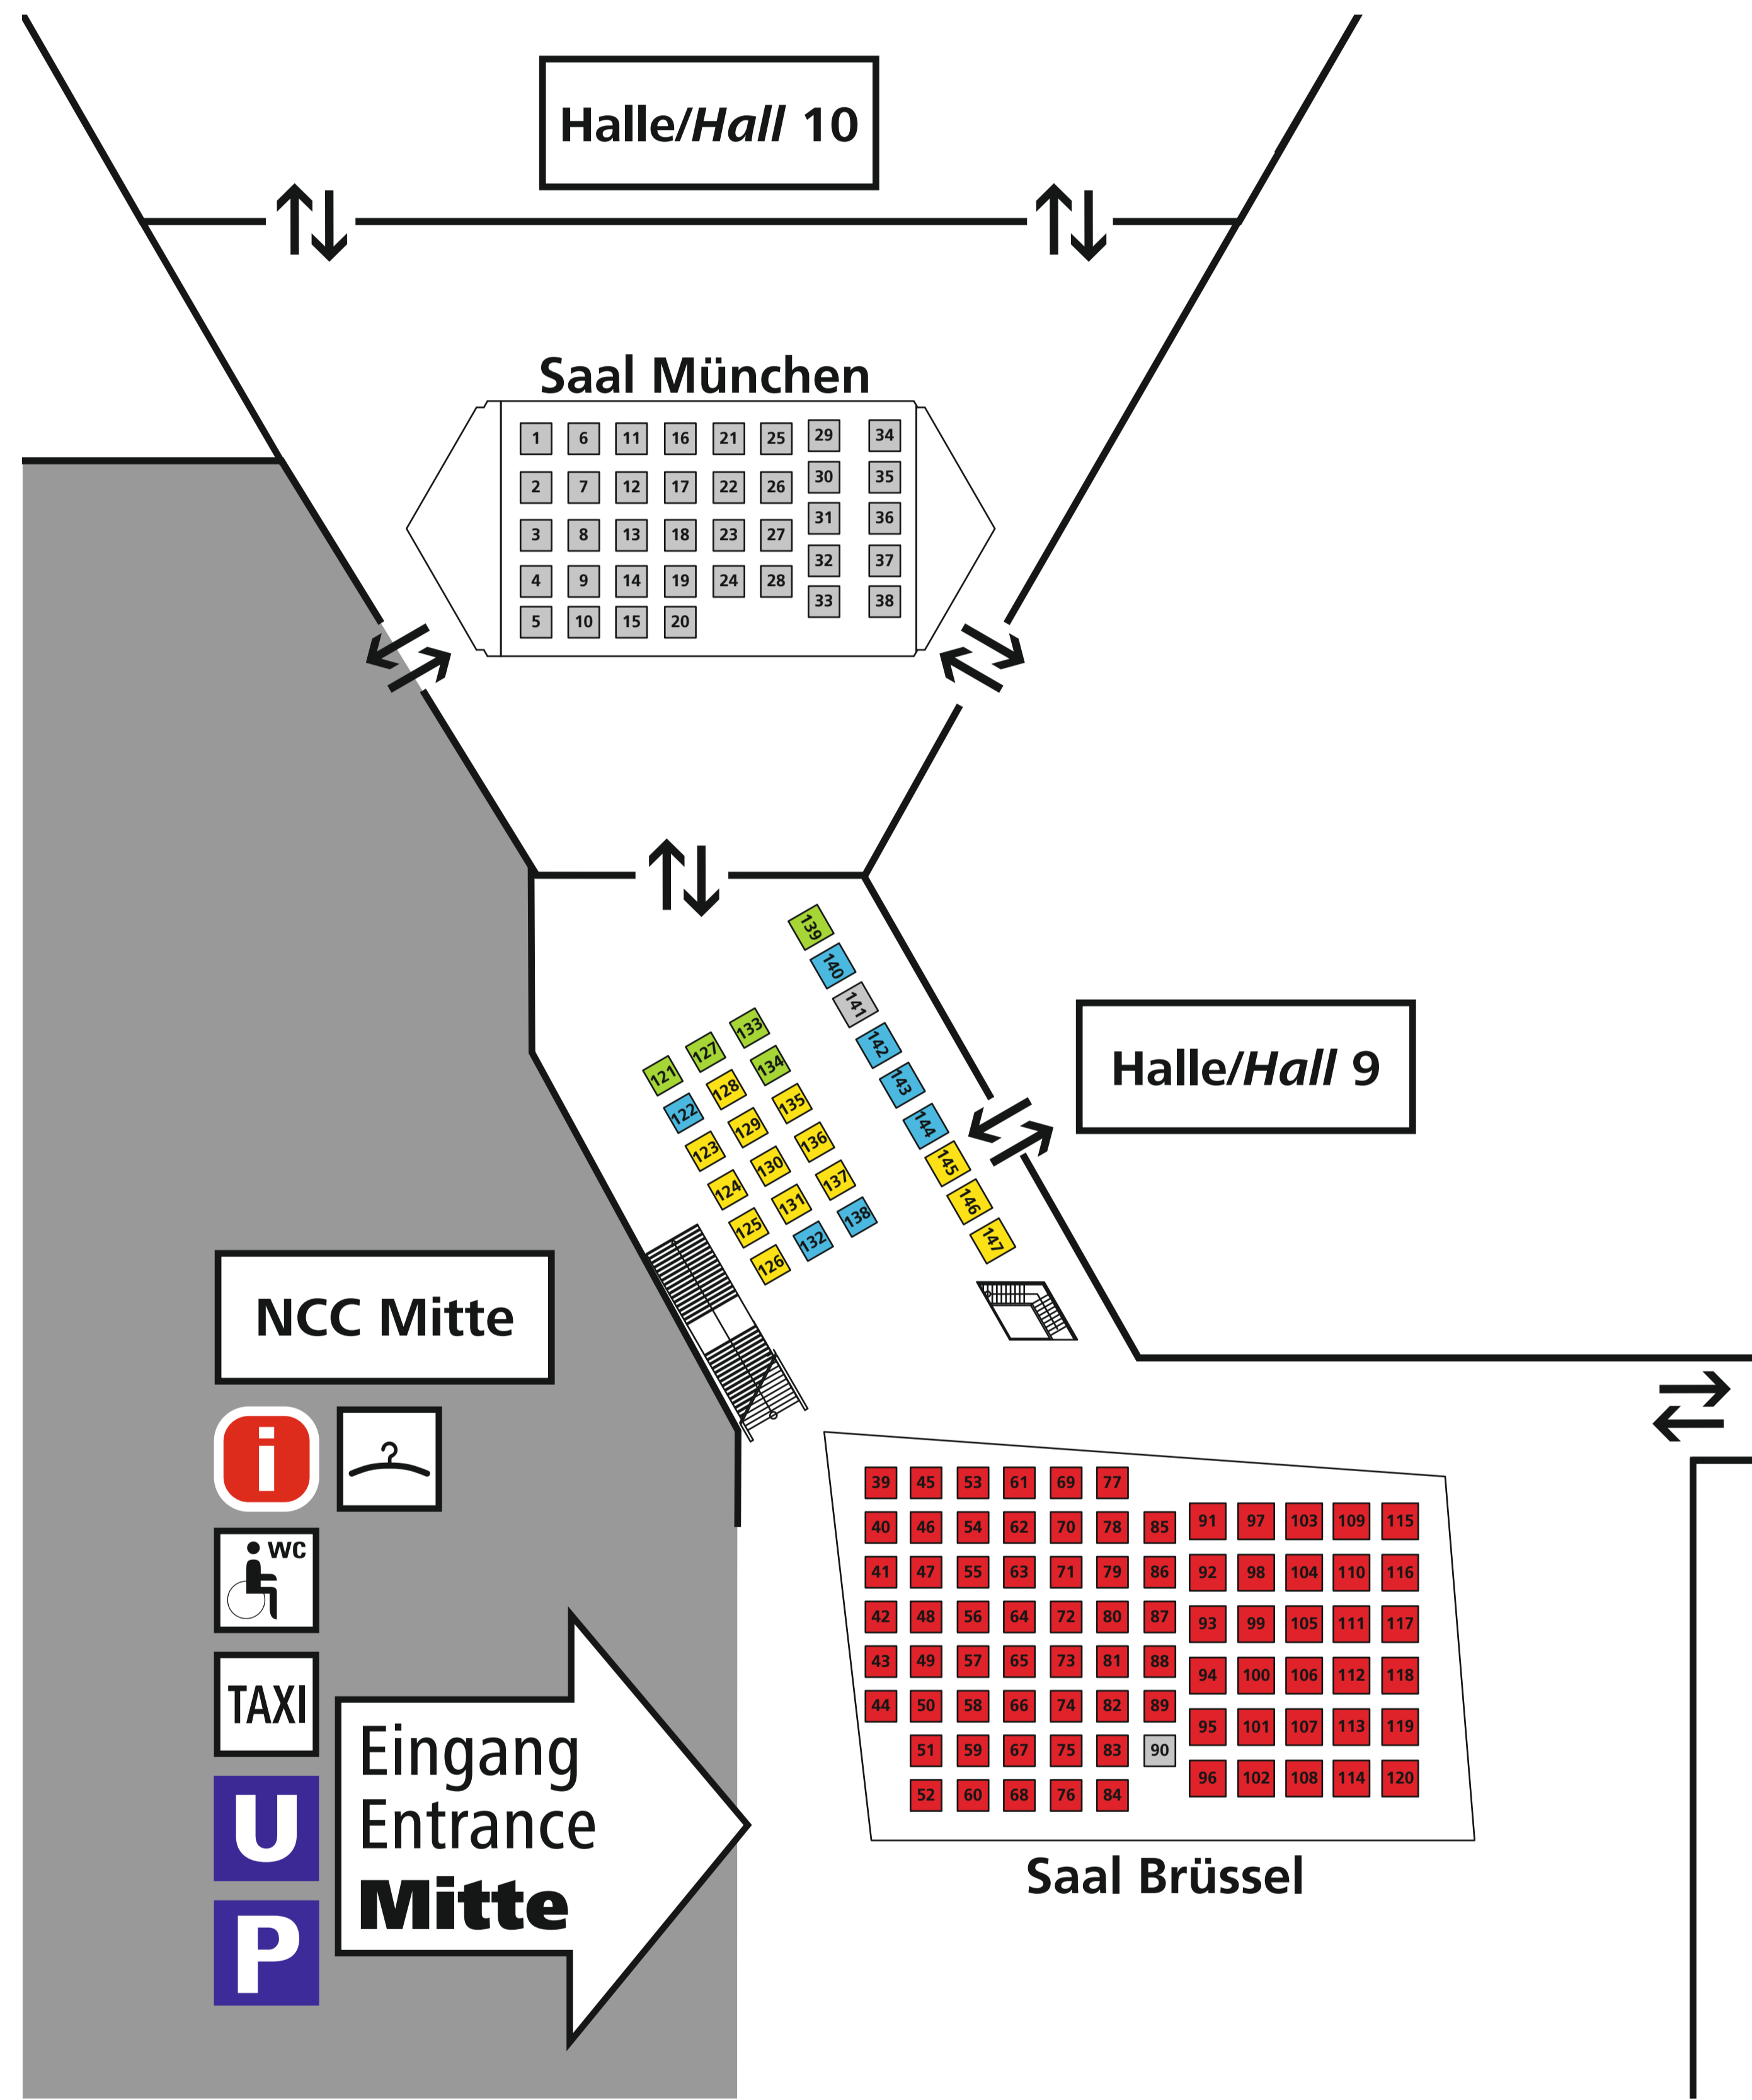 Halle/Hall 10
Saal München
1 6 11 16 21 25 29 34
2 7 12 17 22 26 30 35
3 8 13 18 23 27 31 36
4 9 14 19 24 28 32 37
5 10 15 20 33 38
139
140
141
142
143
144
145
146
147
121 127 133
122 128 134
123 129 135
124 130 136
125 131 137
126 132 138
Halle/Hall 9
NCC Mitte
i
WC
TAXI
U
P
Eingang
Entrance
Mitte
39 45 53 61 69 77
40 46 54 62 70 78 85 91 97 103 109 115
41 47 55 63 71 79 86 92 98 104 110 116
42 48 56 64 72 80 87 93 99 105 111 117
43 49 57 65 73 81 88 94 100 106 112 118
44 50 58 66 74 82 89 95 101 107 113 119
51 59 67 75 83 90 96 102 108 114 120
52 60 68 76 84
Saal Brüssel